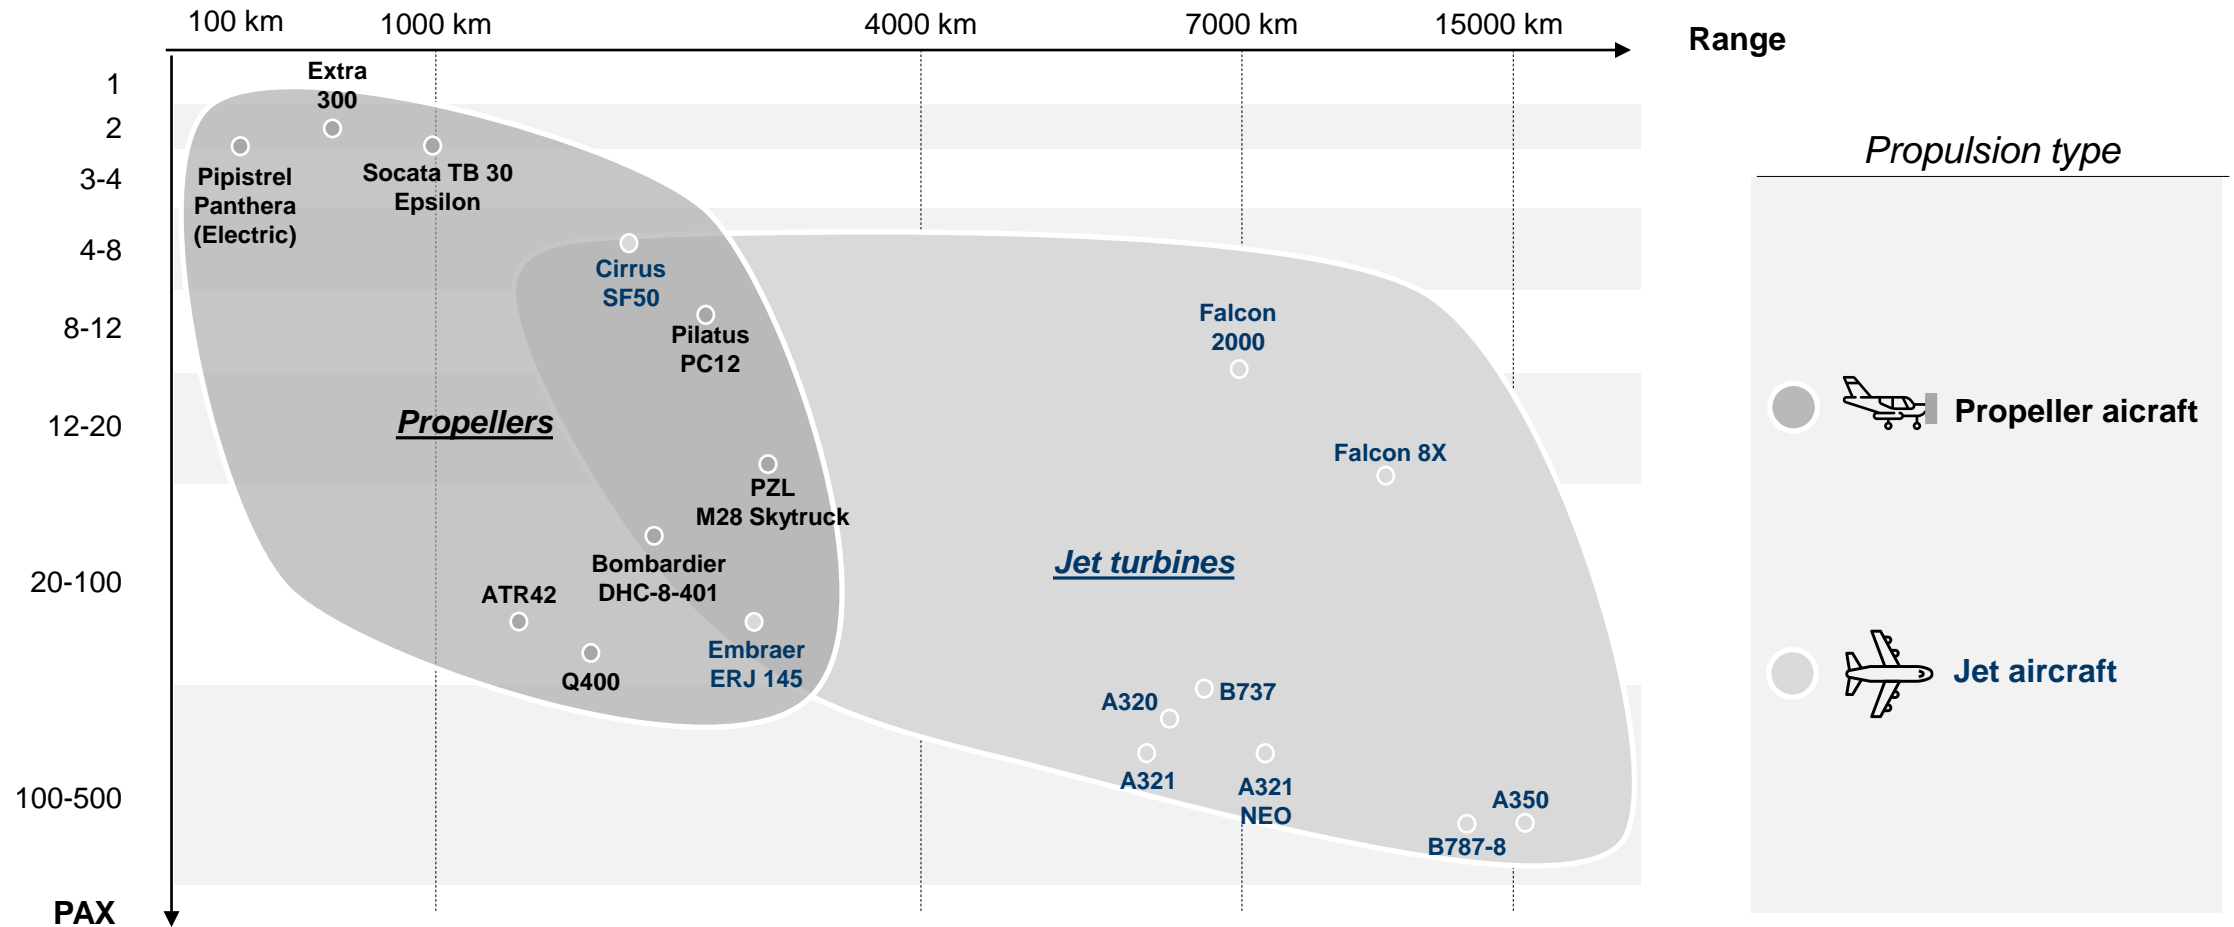 100 km
1000 km
4000 km
7000 km
15000 km
Range
1
2
3-4
4-8
8-12
12-20
20-100
100-500
PAX
Extra
300
Pipistrel
Panthera
(Electric)
Socata TB 30
Epsilon
Cirrus
SF50
Pilatus
PC12
Propellers
PZL
M28 Skytruck
Bombardier
DHC-8-401
ATR42
Q400
Embraer
ERJ 145
Falcon
2000
Falcon 8X
Jet turbines
B737
A320
A321
A321
NEO
A350
B787-8
Propulsion type
Propeller aicraft
Jet aircraft